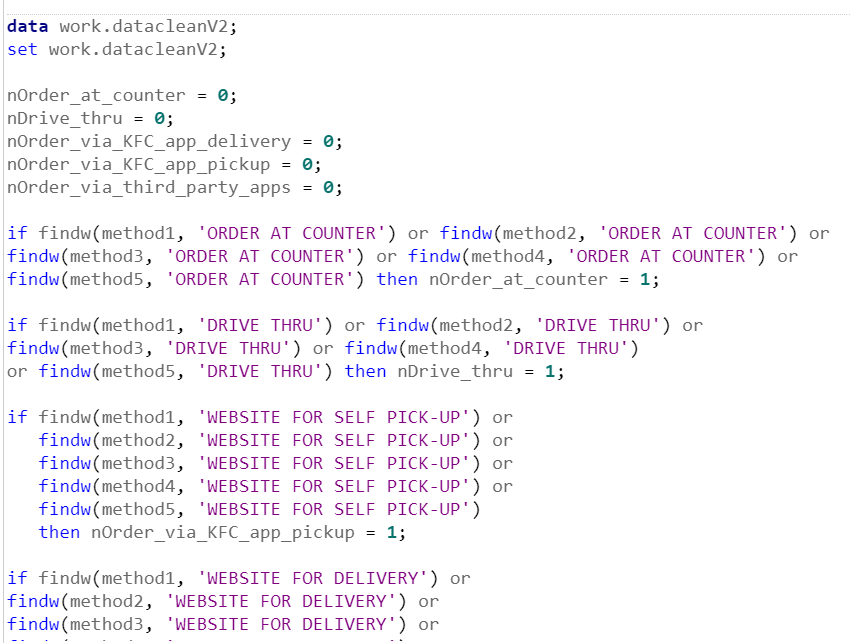 data work.datacleanV2;
set work.datacleanV2;
nOrder_at_counter = 0;
nDrive_thru = 0;
nOrder_via_KFC_app_delivery = 0;
nOrder_via_KFC_app_pickup = 0;
nOrder_via_third_party_apps = 0;
if findw(method1, 'ORDER AT COUNTER') or findw(method2, 'ORDER AT COUNTER') or
findw(method3, 'ORDER AT COUNTER') or findw(method4, 'ORDER AT COUNTER') or
findw(method5, 'ORDER AT COUNTER') then nOrder_at_counter = 1;
if findw(method1, 'DRIVE THRU') or findw(method2, 'DRIVE THRU') or
findw(method3, 'DRIVE THRU') or findw(method4, 'DRIVE THRU')
or findw(method5, 'DRIVE THRU') then nDrive_thru = 1;
if findw(method1, 'WEBSITE FOR SELF PICK-UP') or
findw(method2, 'WEBSITE FOR SELF PICK-UP') or
findw(method3, 'WEBSITE FOR SELF PICK-UP') or
findw(method4, 'WEBSITE FOR SELF PICK-UP') or
findw(method5, 'WEBSITE FOR SELF PICK-UP')
then nOrder_via_KFC_app_pickup = 1;
if findw(method1, 'WEBSITE FOR DELIVERY') or
findw(method2, 'WEBSITE FOR DELIVERY') or
findw(method3, 'WEBSITE FOR DELIVERY') or